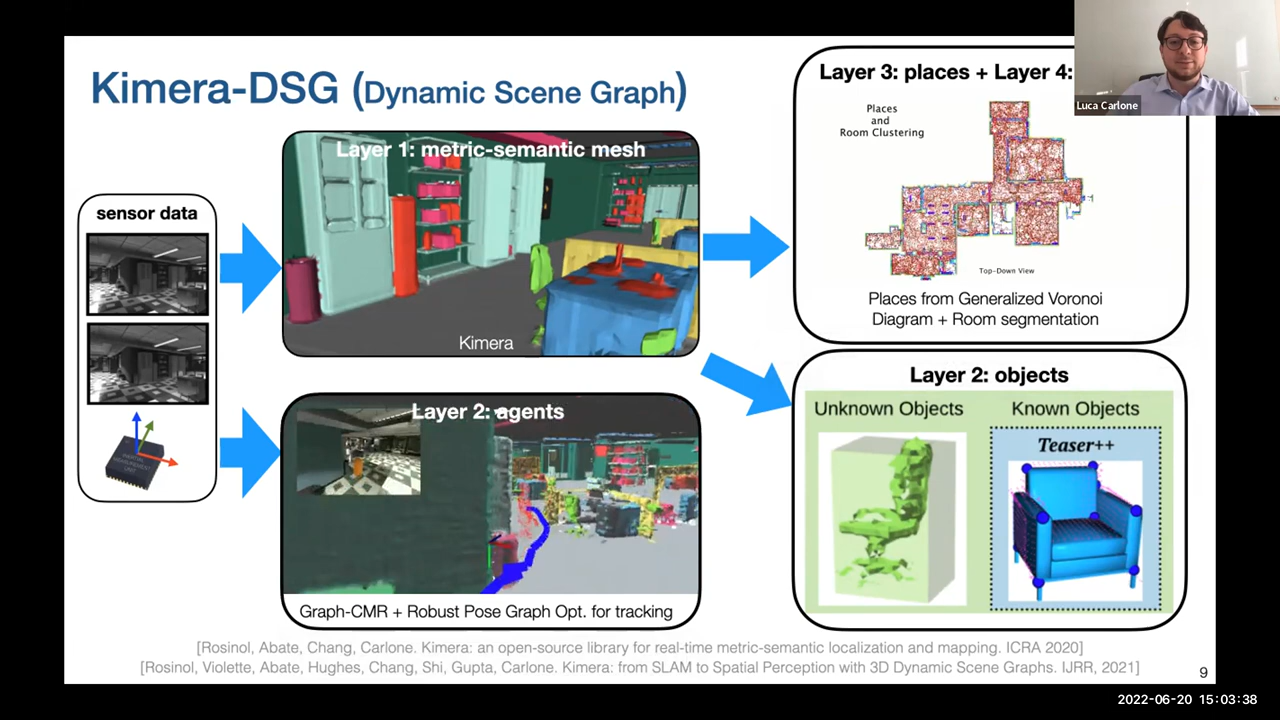 Kimera-DSG (Dynamic Scene Graph)
sensor data
Layer 1: metric-semantic mesh
Kimera
Layer 2: agents
Graph-CMR + Robust Pose Graph Opt. for tracking
Layer 3: places + Layer 4:
Places
and
Room Clustering
Top-Down View
Places from Generalized Voronoi
Diagram + Room segmentation
Layer 2: objects
Unknown Objects
Known Objects
Teaser++
[Rosinol, Abate, Chang, Carlone. Kimera: an open-source library for real-time metric-semantic localization and mapping. ICRA 2020]
[Rosinol, Violette, Abate, Hughes, Chang, Shi, Gupta, Carlone. Kimera: from SLAM to Spatial Perception with 3D Dynamic Scene Graphs. IJRR, 2021]
9
Luca Carlone
2022-06-20 15:03:38